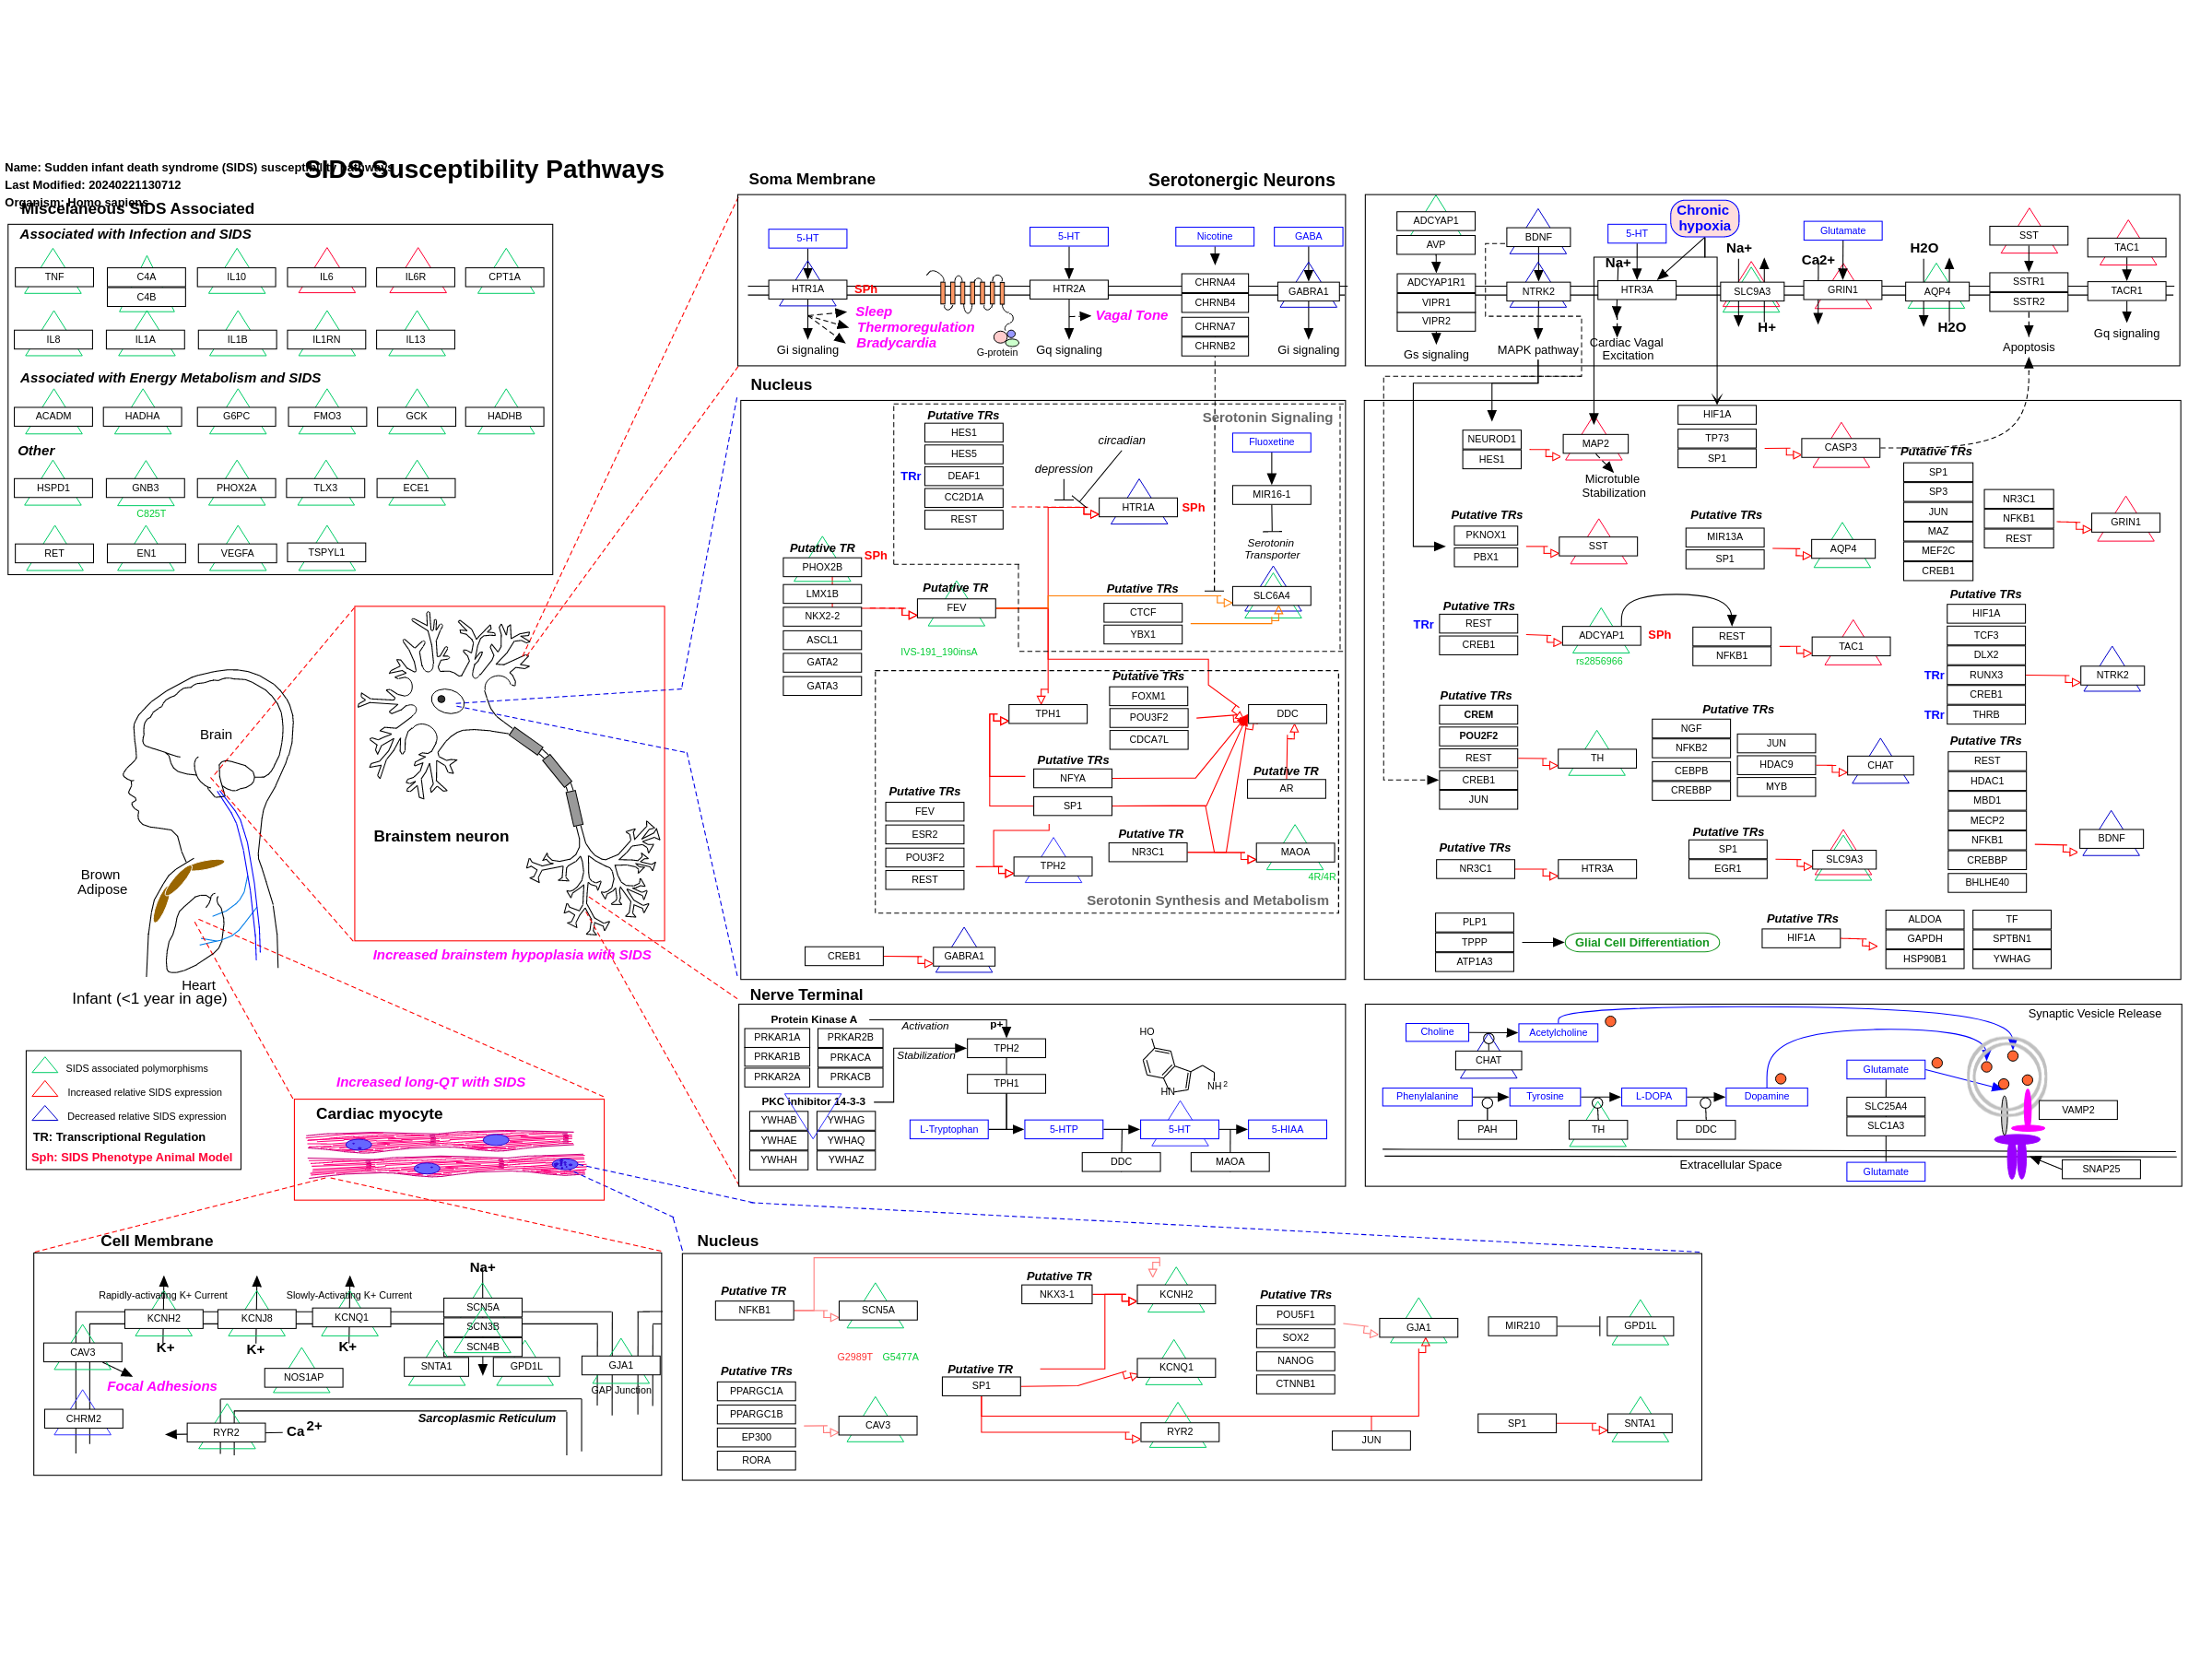 Name: Sudden infant death syndrome (SIDS) susceptibility pathways
Last Modified: 20240221130712
Organism: Homo sapiens
SIDS Susceptibility Pathways
Miscelaneous SIDS Associated
Associated with Infection and SIDS
TNF
C4A
C4B
IL10
IL6
IL6R
CPT1A
IL8
IL1A
IL1B
IL1RN
IL13
Associated with Energy Metabolism and SIDS
ACADM
HADHA
G6PC
FMO3
GCK
HADHB
Other
HSPD1
GNB3
C825T
PHOX2A
TLX3
ECE1
RET
EN1
VEGFA
TSPYL1
Brain
Brown
Adipose
Heart
Infant (<1 year in age)
Brainstem neuron
Increased brainstem hypoplasia with SIDS
SIDS associated polymorphisms
Increased relative SIDS expression
Decreased relative SIDS expression
TR: Transcriptional Regulation
Sph: SIDS Phenotype Animal Model
Increased long-QT with SIDS
Cardiac myocyte
Soma Membrane
Serotonergic Neurons
5-HT
HTR1A
SPh
Sleep
Thermoregulation
Bradycardia
Gi signaling
G-protein
5-HT
HTR2A
Vagal Tone
Gq signaling
Nicotine
CHRNA4
CHRNB4
CHRNA7
CHRNB2
GABA
GABRA1
Gi signaling
ADCYAP1
AVP
ADCYAP1R1
VIPR1
VIPR2
Gs signaling
BDNF
NTRK2
MAPK pathway
5-HT
Na+
HTR3A
Cardiac Vagal
Excitation
Chronic
hypoxia
Na+
SLC9A3
H+
Glutamate
Ca2+
GRIN1
H2O
AQP4
H2O
SST
SSTR1
SSTR2
Apoptosis
TAC1
TACR1
Gq signaling
Nucleus
Serotonin Signaling
Putative TRs
HES1
HES5
TRr
DEAF1
CC2D1A
REST
circadian
depression
HTR1A
SPh
Fluoxetine
MIR16-1
Serotonin
Transporter
SLC6A4
Putative TR
SPh
PHOX2B
LMX1B
NKX2-2
ASCL1
GATA2
GATA3
Putative TR
FEV
IVS-191_190insA
Putative TRs
CTCF
YBX1
Putative TRs
FOXM1
POU3F2
CDCA7L
TPH1
DDC
Putative TRs
NFYA
SP1
Putative TR
AR
Putative TRs
FEV
ESR2
POU3F2
REST
TPH2
Putative TR
NR3C1
MAOA
4R/4R
Serotonin Synthesis and Metabolism
CREB1
GABRA1
NEUROD1
HES1
MAP2
Microtuble
Stabilization
HIF1A
TP73
SP1
CASP3
Putative TRs
SP1
SP3
JUN
MAZ
MEF2C
CREB1
NR3C1
NFKB1
REST
GRIN1
Putative TRs
PKNOX1
PBX1
SST
Putative TRs
MIR13A
SP1
AQP4
Putative TRs
TRr
REST
CREB1
ADCYAP1
SPh
rs2856966
REST
NFKB1
TAC1
Putative TRs
HIF1A
TCF3
DLX2
TRr
RUNX3
CREB1
TRr
THRB
NTRK2
Putative TRs
CREM
POU2F2
REST
CREB1
JUN
TH
Putative TRs
NGF
NFKB2
CEBPB
CREBBP
JUN
HDAC9
MYB
CHAT
Putative TRs
REST
HDAC1
MBD1
MECP2
NFKB1
CREBBP
BHLHE40
BDNF
Putative TRs
NR3C1
HTR3A
Putative TRs
SP1
EGR1
SLC9A3
PLP1
TPPP
ATP1A3
Glial Cell Differentiation
Putative TRs
HIF1A
ALDOA
GAPDH
HSP90B1
TF
SPTBN1
YWHAG
Nerve Terminal
Protein Kinase A
PRKAR1A
PRKAR1B
PRKAR2A
PRKAR2B
PRKACA
PRKACB
Activation
p+
Stabilization
TPH2
TPH1
PKC inhibitor 14-3-3
YWHAB
YWHAE
YWHAH
YWHAG
YWHAQ
YWHAZ
L-Tryptophan
5-HTP
5-HT
5-HIAA
DDC
MAOA
HO
HN
NH2
Synaptic Vesicle Release
Choline
Acetylcholine
CHAT
Phenylalanine
Tyrosine
L-DOPA
Dopamine
PAH
TH
DDC
Glutamate
SLC25A4
SLC1A3
Glutamate
VAMP2
SNAP25
Extracellular Space
Cell Membrane
Rapidly-activating K+ Current
Slowly-Activating K+ Current
Na+
KCNH2
KCNJ8
KCNQ1
K+
K+
K+
SCN5A
SCN3B
SCN4B
CAV3
Focal Adhesions
NOS1AP
SNTA1
GPD1L
GJA1
GAP Junction
CHRM2
RYR2
Ca 2+
Sarcoplasmic Reticulum
Nucleus
Putative TR
NFKB1
SCN5A
G2989T
G5477A
Putative TRs
PPARGC1A
PPARGC1B
EP300
RORA
CAV3
Putative TR
NKX3-1
KCNH2
Putative TR
SP1
KCNQ1
RYR2
Putative TRs
POU5F1
SOX2
NANOG
CTNNB1
GJA1
JUN
MIR210
GPD1L
SP1
SNTA1